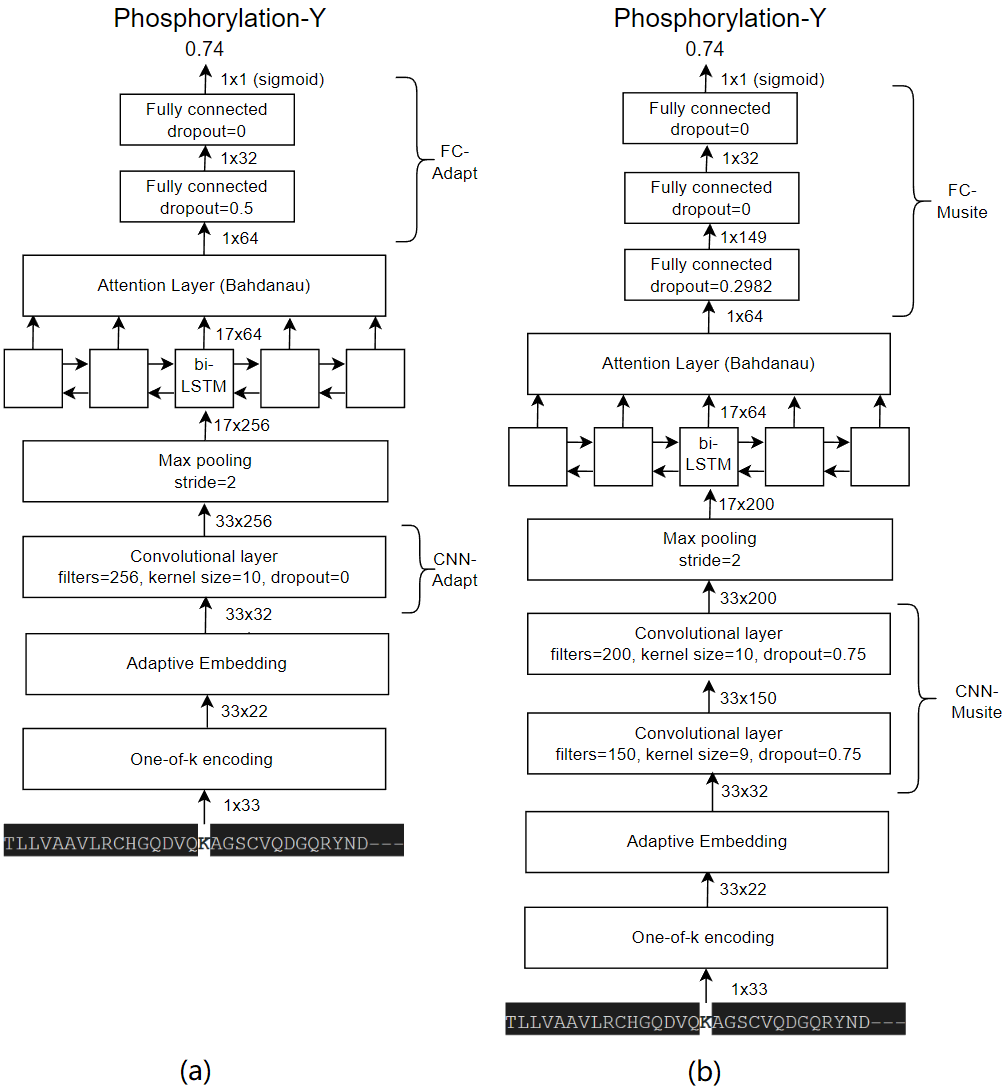 Phosphorylation-Y
0.74
1x1 (sigmoid)
Fully connected
dropout=0
1x32
Fully connected
dropout=0.5
1x64
FC-
Adapt
Attention Layer (Bahdanau)
17x64
bi-
LSTM
17x256
Max pooling
stride=2
33x256
Convolutional layer
filters=256, kernel size=10, dropout=0
CNN-
Adapt
33x32
Adaptive Embedding
33x22
One-of-k encoding
1x33
TLLVAAVLRCHGQDVQKAGSCVQDGQRYND---
(a)
Phosphorylation-Y
0.74
1x1 (sigmoid)
Fully connected
dropout=0
1x32
Fully connected
dropout=0
1x149
Fully connected
dropout=0.2982
1x64
FC-
Musite
Attention Layer (Bahdanau)
17x64
bi-
LSTM
17x200
Max pooling
stride=2
33x200
Convolutional layer
filters=200, kernel size=10, dropout=0.75
33x150
Convolutional layer
filters=150, kernel size=9, dropout=0.75
CNN-
Musite
33x32
Adaptive Embedding
33x22
One-of-k encoding
1x33
TLLVAAVLRCHGQDVQKAGSCVQDGQRYND---
(b)